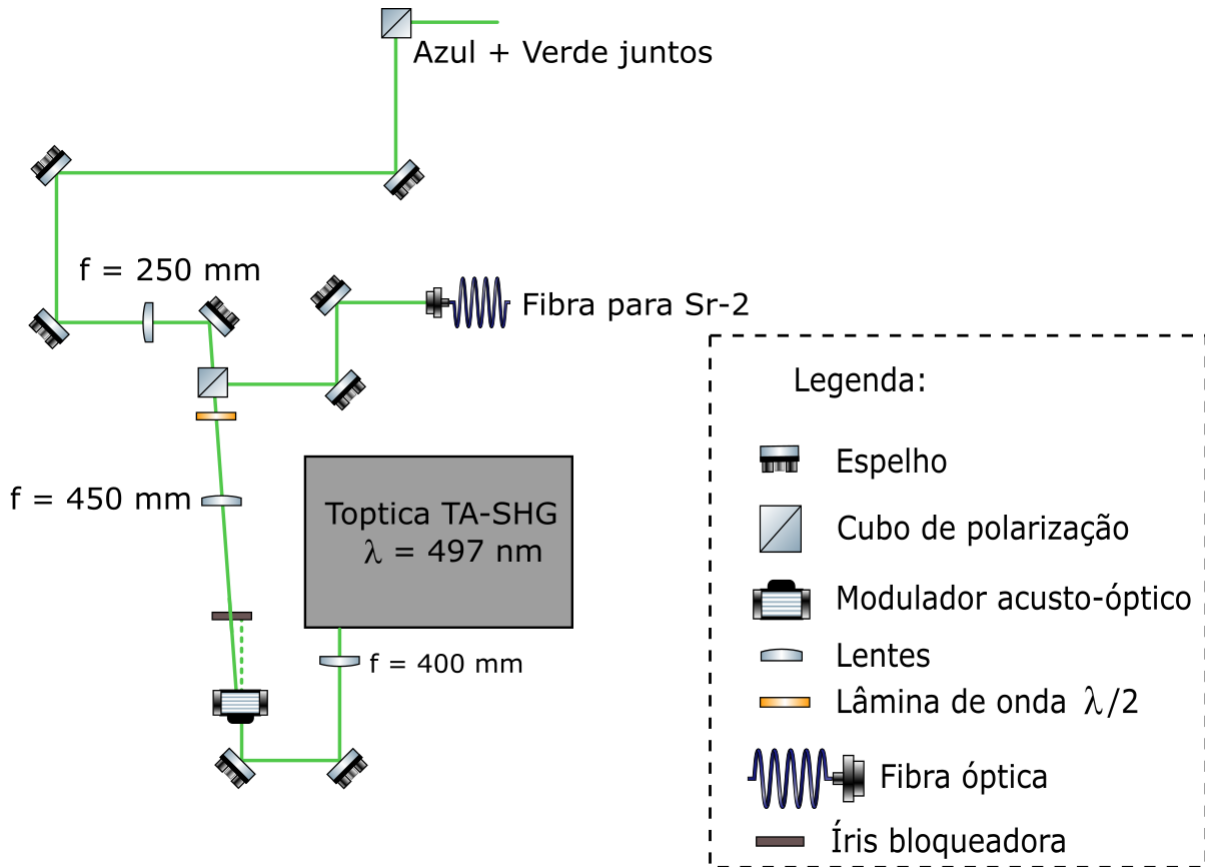 Azul + Verde juntos
f = 250 mm
Fibra para Sr-2
f = 450 mm
Toptica TA-SHG
λ = 497 nm
f = 400 mm
Legenda:
Espelho
Cubo de polarização
Modulador acusto-óptico
Lentes
Lâmina de onda λ/2
Fibra óptica
Íris bloqueadora